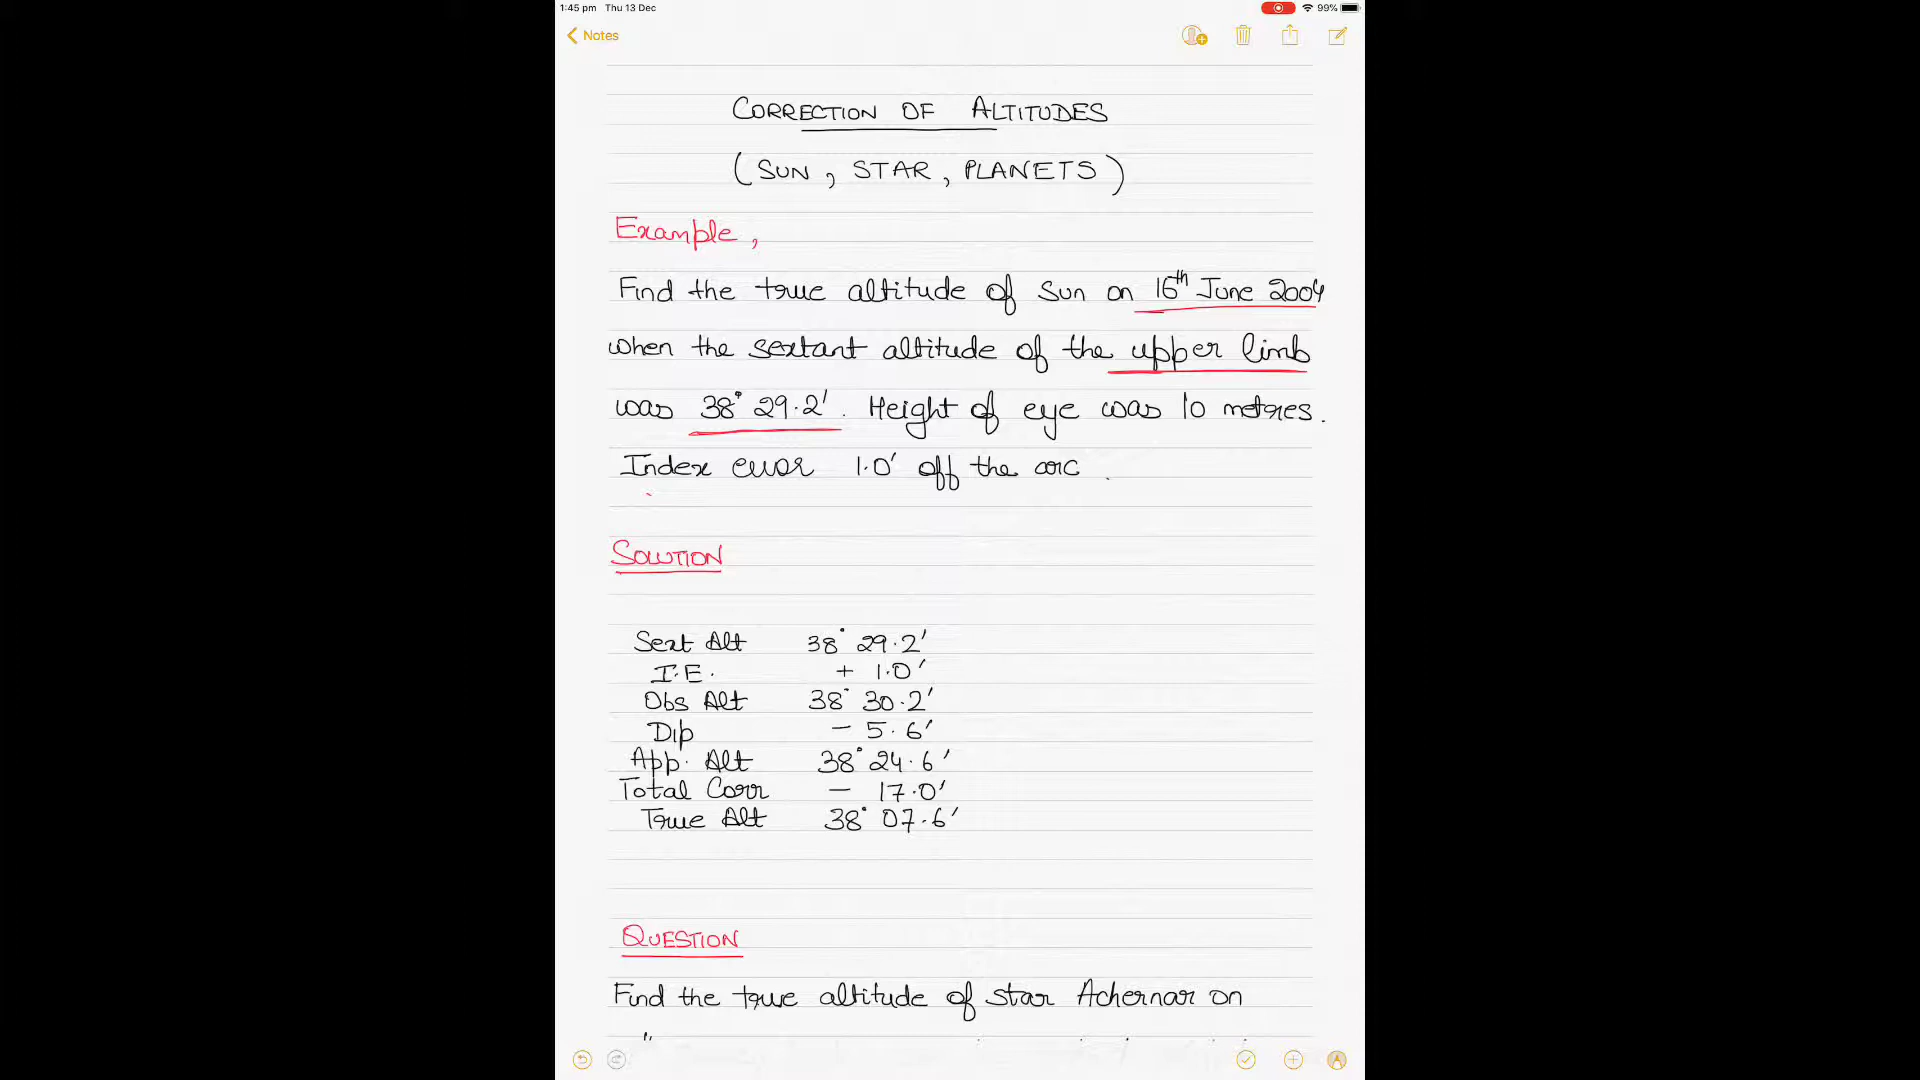 1:45 pm Thu 13 Dec 99%
Notes
CORRECTION OF ALTITUDES
(SUN, STAR, PLANETS)
Example,
Find the true altitude of Sun on 16th June 2004
when the sextant altitude of the upper limb
was 38° 29.2'. Height of eye was 10 metres.
Index error 1.0' off the arc.
SOLUTION
Sext Alt 38° 29.2'
I.E. + 1.0'
Obs Alt 38° 30.2'
Dip - 5.6'
App. Alt 38° 24.6'
Total Corr - 17.0'
True Alt 38° 07.6'
QUESTION
Find the true altitude of star Achernar on